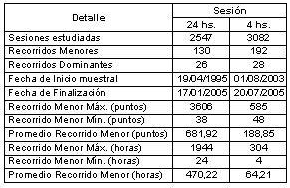 Detalle Sesión
24 hs. 4 hs.
Sesiones estudiadas 2547 3082
Recorridos Menores 130 192
Recorridos Dominantes 26 28
Fecha de Inicio muestral 19/04/1995 01/08/2003
Fecha de Finalización 17/01/2005 20/07/2005
Recorrido Menor Máx. (puntos) 3606 585
Recorrido Menor Mín. (puntos) 38 48
Promedio Recorrido Menor (puntos) 681,92 188,85
Recorrido Menor Máx. (horas) 1944 304
Recorrido Menor Mín. (horas) 24 4
Promedio Recorrido Menor (horas) 470,22 64,21